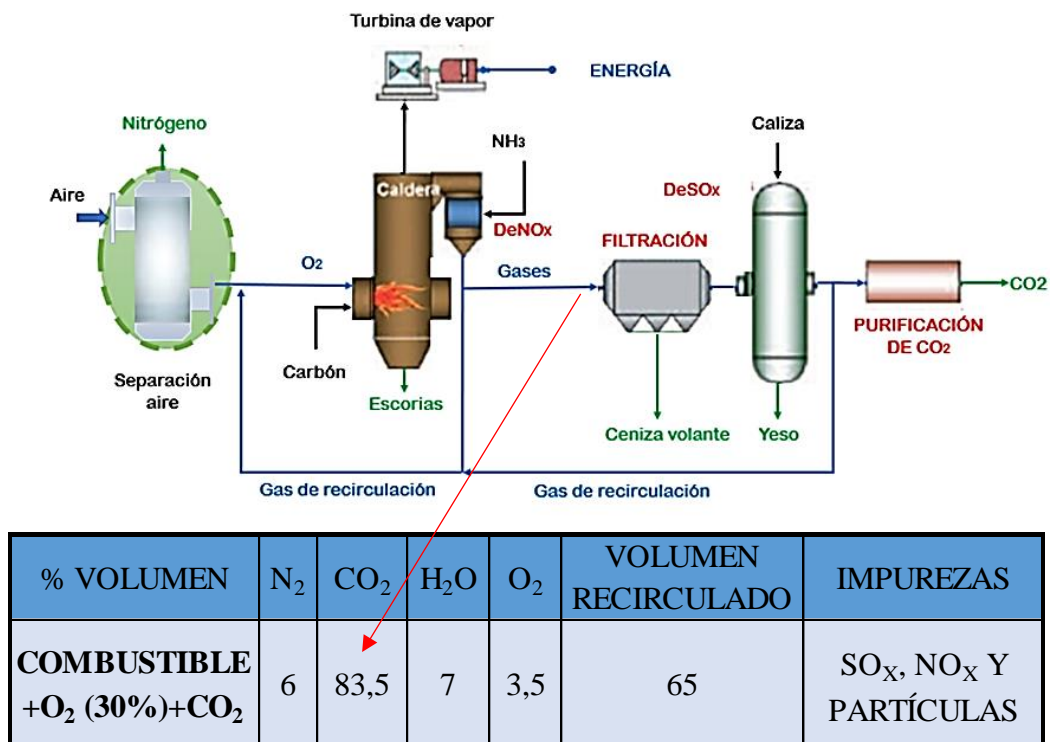 Turbina de vapor
ENERGÍA
Nitrógeno
Caliza
NH3
Aire
Caldera
DeSOx
DeNOx
FILTRACIÓN
O2
Gases
CO2
PURIFICACIÓN
DE CO2
Carbón
Separación
aire
Escorias
Ceniza volante
Yeso
Gas de recirculación
Gas de recirculación
% VOLUMEN
N2
CO2
H2O
O2
VOLUMEN
RECIRCULADO
IMPUREZAS
COMBUSTIBLE
+O2 (30%)+CO2
6
83,5
7
3,5
65
SOX, NOX Y
PARTÍCULAS